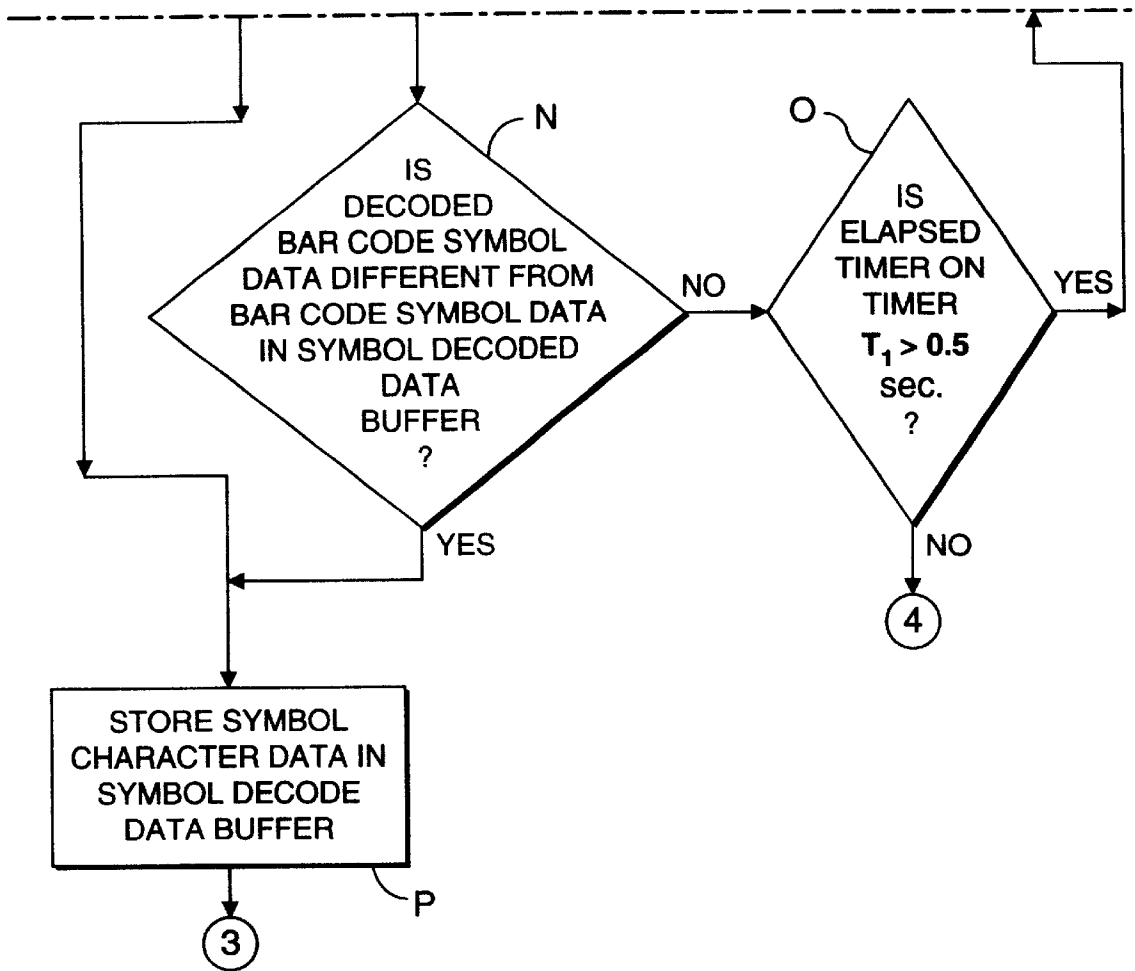 N
IS
DECODED
BAR CODE SYMBOL
DATA DIFFERENT FROM
BAR CODE SYMBOL DATA
IN SYMBOL DECODED
DATA
BUFFER
?
NO
YES
O
IS
ELAPSED
TIMER ON
TIMER
T₁ > 0.5
sec.
?
YES
NO
4
STORE SYMBOL
CHARACTER DATA IN
SYMBOL DECODE
DATA BUFFER
P
3